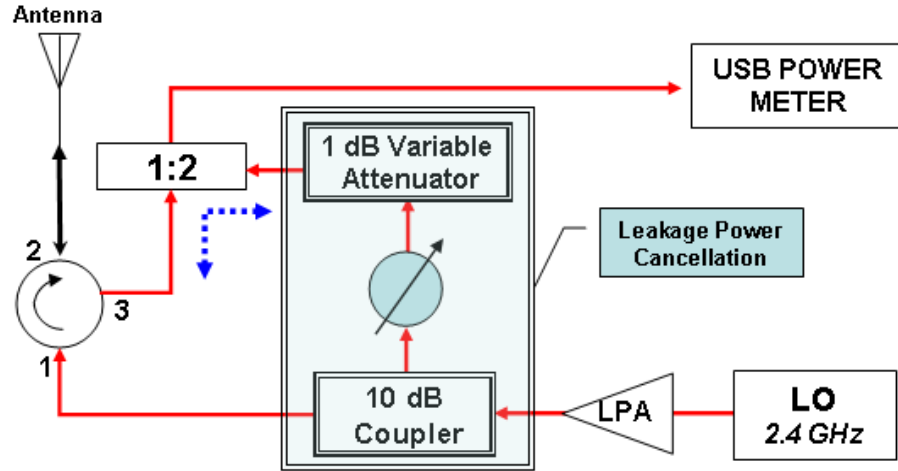 Antenna
USB POWER
METER
1 dB Variable
Attenuator
1:2
Leakage Power
Cancellation
2
3
1
10 dB
Coupler
LPA
LO
2.4 GHz